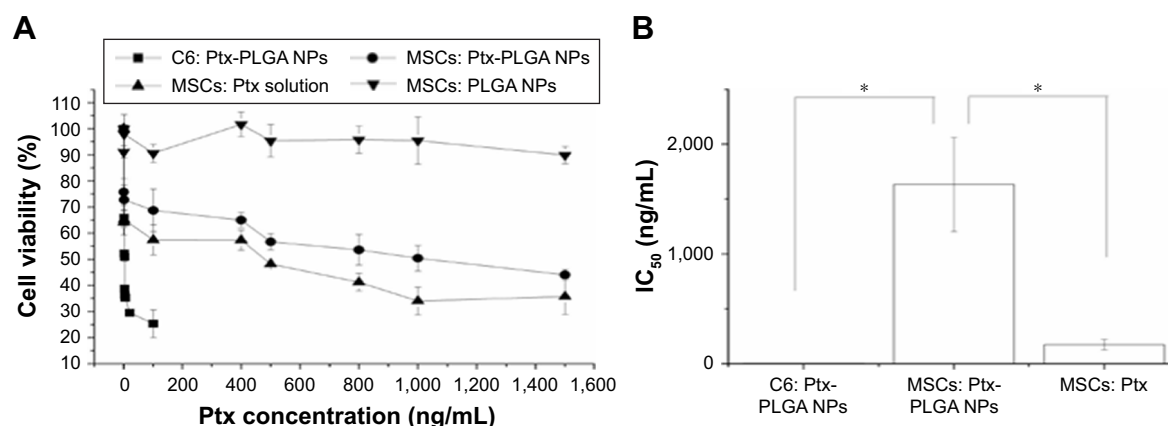 A
C6: Ptx-PLGA NPs
MSCs: Ptx-PLGA NPs
MSCs: Ptx solution
MSCs: PLGA NPs
110
100
90
80
70
60
50
40
30
20
10
Cell viability (%)
0
200
400
600
800
1,000
1,200
1,400
1,600
Ptx concentration (ng/mL)
B
*
*
2,000
1,000
0
IC50 (ng/mL)
C6: Ptx-
PLGA NPs
MSCs: Ptx-
PLGA NPs
MSCs: Ptx